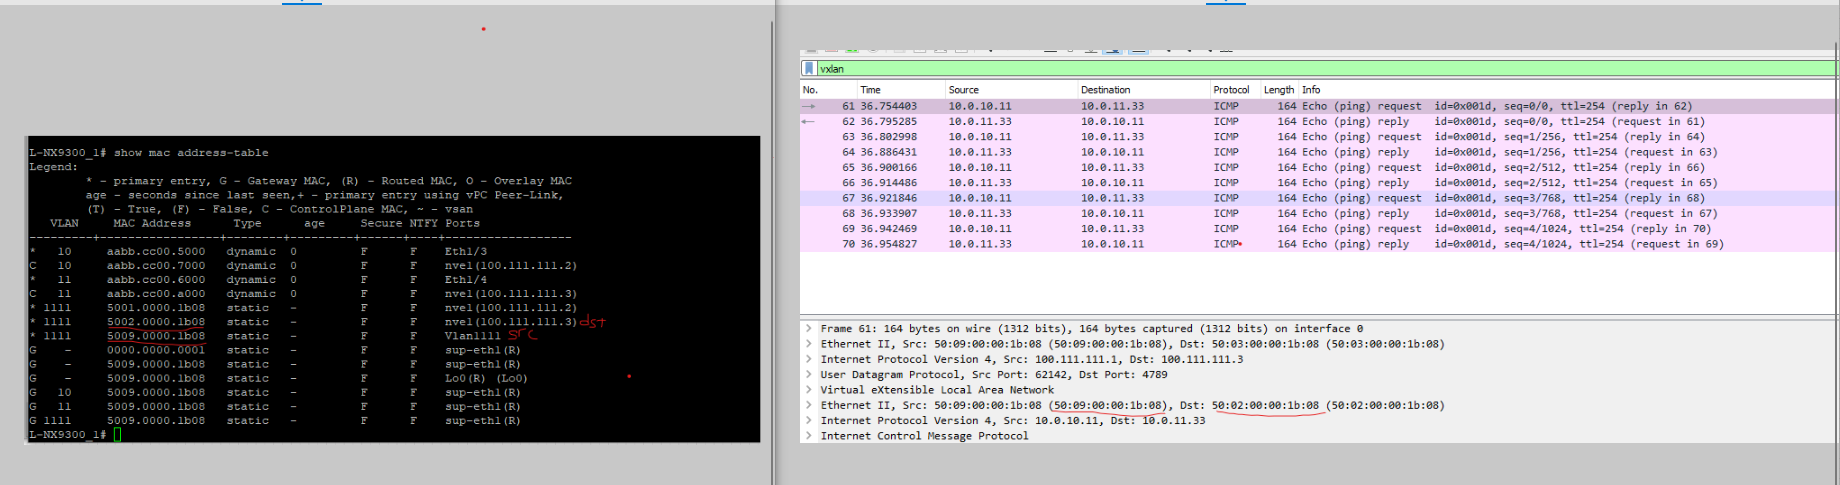 L-NX9300_1# show mac address-table
Legend:
* - primary entry, G - Gateway MAC, (R) - Routed MAC, O - Overlay MAC
age - seconds since last seen,+ - primary entry using vPC Peer-Link,
(T) - True, (F) - False, C - ControlPlane MAC, ~ - vsan
VLAN MAC Address Type age Secure NTFY Ports
---------+-----------------+--------+---------+------+----+------------------
* 10 aabb.cc00.5000 dynamic 0 F F Eth1/3
C 10 aabb.cc00.7000 dynamic 0 F F nve1(100.111.111.2)
* 11 aabb.cc00.6000 dynamic 0 F F Eth1/4
C 11 aabb.cc00.a000 dynamic 0 F F nve1(100.111.111.3)
* 1111 5001.0000.1b08 static - F F nve1(100.111.111.2)
* 1111 5002.0000.1b08 static - F F nve1(100.111.111.3) dst
* 1111 5009.0000.1b08 static - F F Vlan1111 src
G - 0000.0000.0001 static - F F sup-eth1(R)
G - 5009.0000.1b08 static - F F sup-eth1(R)
G - 5009.0000.1b08 static - F F Lo0(R) (Lo0)
G 10 5009.0000.1b08 static - F F sup-eth1(R)
G 11 5009.0000.1b08 static - F F sup-eth1(R)
G 1111 5009.0000.1b08 static - F F sup-eth1(R)
L-NX9300_1#
vxlan
No. Time Source Destination Protocol Length Info
61 36.754403 10.0.10.11 10.0.11.33 ICMP 164 Echo (ping) request id=0x001d, seq=0/0, ttl=254 (reply in 62)
62 36.795285 10.0.11.33 10.0.10.11 ICMP 164 Echo (ping) reply id=0x001d, seq=0/0, ttl=254 (request in 61)
63 36.802998 10.0.10.11 10.0.11.33 ICMP 164 Echo (ping) request id=0x001d, seq=1/256, ttl=254 (reply in 64)
64 36.886431 10.0.11.33 10.0.10.11 ICMP 164 Echo (ping) reply id=0x001d, seq=1/256, ttl=254 (request in 63)
65 36.900166 10.0.10.11 10.0.11.33 ICMP 164 Echo (ping) request id=0x001d, seq=2/512, ttl=254 (reply in 66)
66 36.914486 10.0.11.33 10.0.10.11 ICMP 164 Echo (ping) reply id=0x001d, seq=2/512, ttl=254 (request in 65)
67 36.921846 10.0.10.11 10.0.11.33 ICMP 164 Echo (ping) request id=0x001d, seq=3/768, ttl=254 (reply in 68)
68 36.933907 10.0.11.33 10.0.10.11 ICMP 164 Echo (ping) reply id=0x001d, seq=3/768, ttl=254 (request in 67)
69 36.942469 10.0.10.11 10.0.11.33 ICMP 164 Echo (ping) request id=0x001d, seq=4/1024, ttl=254 (reply in 70)
70 36.954827 10.0.11.33 10.0.10.11 ICMP 164 Echo (ping) reply id=0x001d, seq=4/1024, ttl=254 (request in 69)
Frame 61: 164 bytes on wire (1312 bits), 164 bytes captured (1312 bits) on interface 0
Ethernet II, Src: 50:09:00:00:1b:08 (50:09:00:00:1b:08), Dst: 50:03:00:00:1b:08 (50:03:00:00:1b:08)
Internet Protocol Version 4, Src: 100.111.111.1, Dst: 100.111.111.3
User Datagram Protocol, Src Port: 62142, Dst Port: 4789
Virtual eXtensible Local Area Network
Ethernet II, Src: 50:09:00:00:1b:08 (50:09:00:00:1b:08), Dst: 50:02:00:00:1b:08 (50:02:00:00:1b:08)
Internet Protocol Version 4, Src: 10.0.10.11, Dst: 10.0.11.33
Internet Control Message Protocol